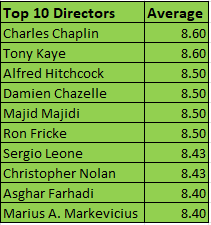 Top 10 Directors Average
Charles Chaplin 8.60
Tony Kaye 8.60
Alfred Hitchcock 8.50
Damien Chazelle 8.50
Majid Majidi 8.50
Ron Fricke 8.50
Sergio Leone 8.43
Christopher Nolan 8.43
Asghar Farhadi 8.40
Marius A. Markevicius 8.40